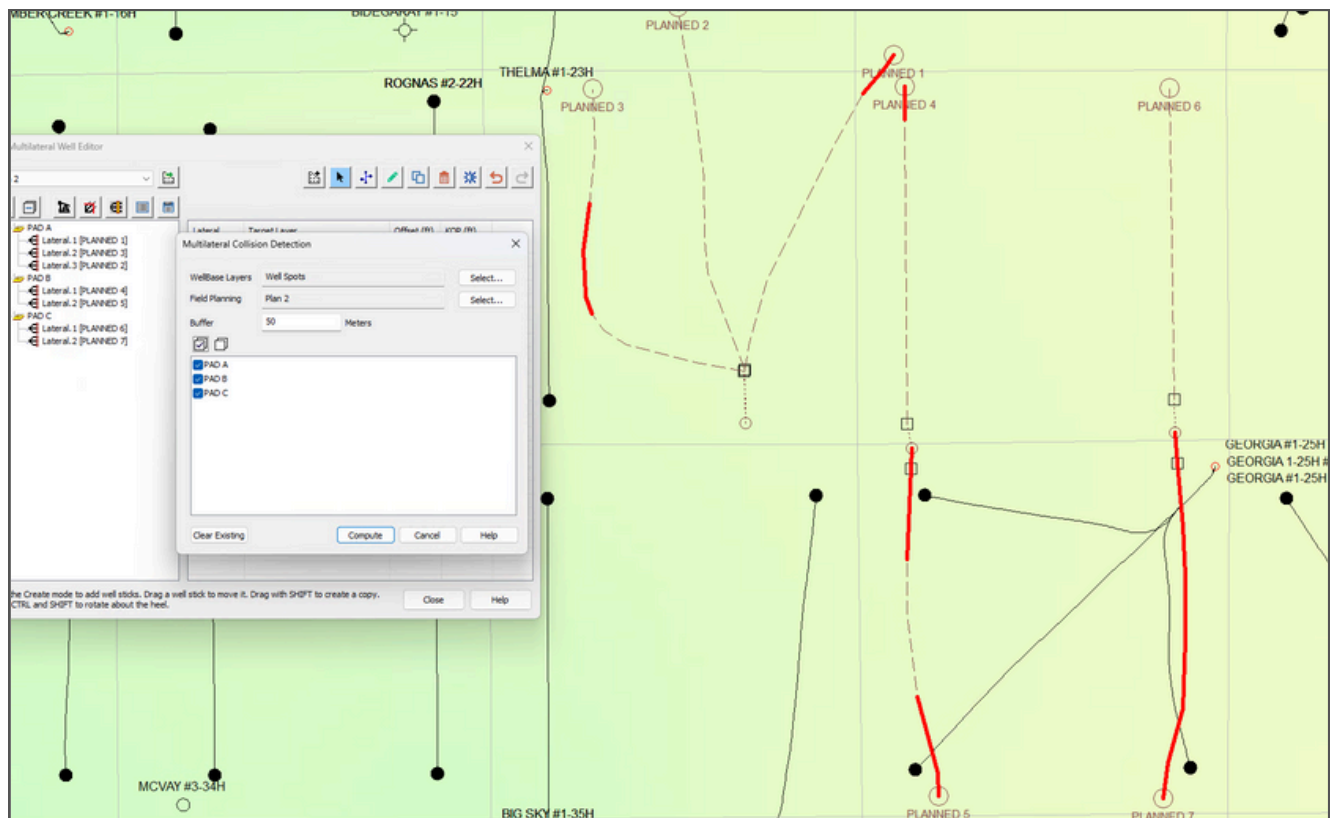 MBER CREEK #1-16H
BIDEGARAY #1-15
PLANNED 2
THELMA #1-23H
ROGNAS #2-22H
PLANNED 1
PLANNED 3
PLANNED 4
PLANNED 6
Multilateral Well Editor
2
Lateral Target Layer Offset (ft) KOP (ft)
PAD A
Lateral.1 [PLANNED 1]
Lateral.2 [PLANNED 3]
Lateral.3 [PLANNED 2]
PAD B
Lateral.1 [PLANNED 4]
Lateral.2 [PLANNED 5]
PAD C
Lateral.1 [PLANNED 6]
Lateral.2 [PLANNED 7]
Multilateral Collision Detection
WellBase Layers Well Spots Select...
Field Planning Plan 2 Select...
Buffer 50 Meters
PAD A
PAD B
PAD C
Clear Existing Compute Cancel Help
the Create mode to add well sticks. Drag a well stick to move it. Drag with SHIFT to create a copy.
CTRL and SHIFT to rotate about the heel.
Close Help
GEORGIA #1-25H
GEORGIA 1-25H #
GEORGIA #1-25H
MCVAY #3-34H
BIG SKY #1-35H
PLANNED 5
PLANNED 7